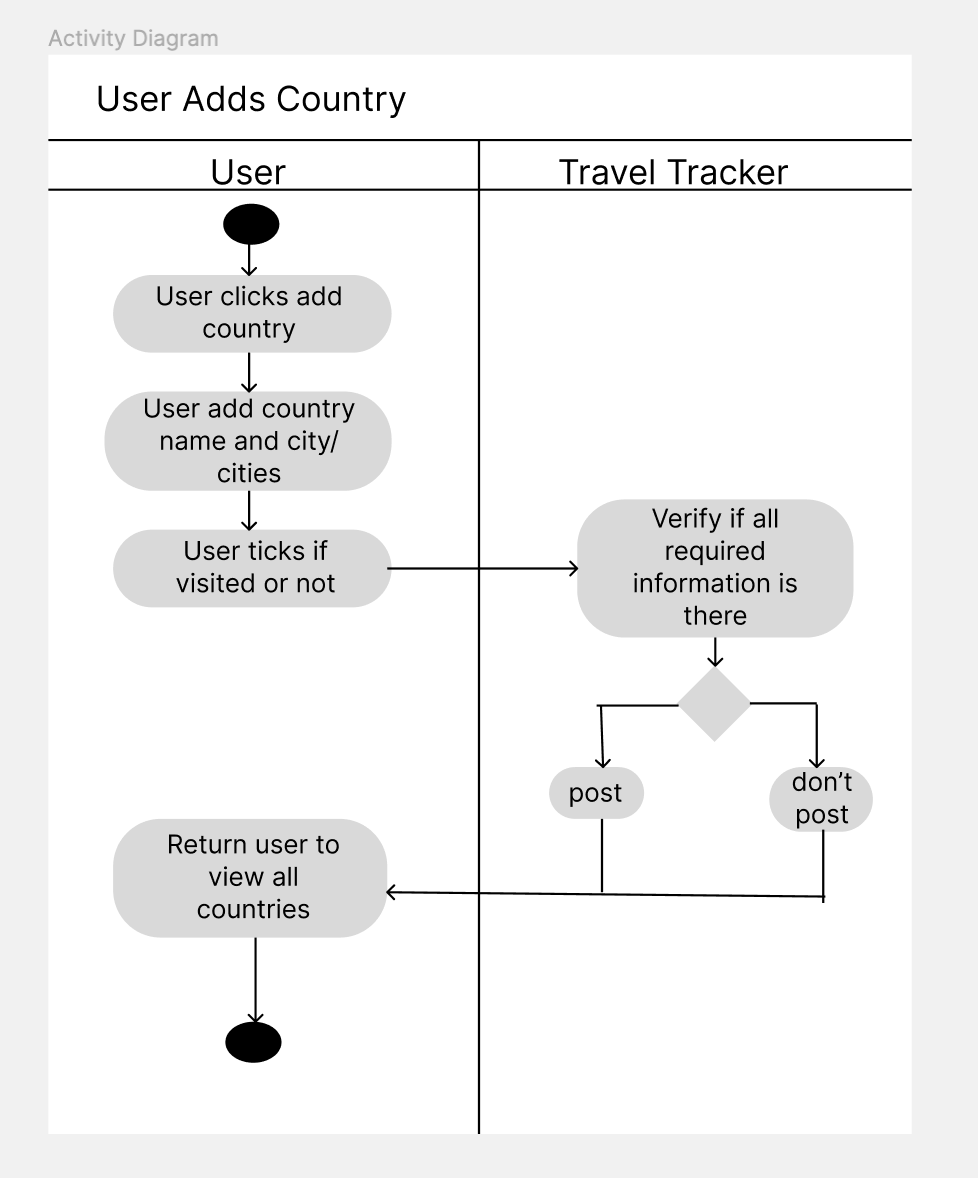 Activity Diagram
User Adds Country
User
Travel Tracker
User clicks add
country
User add country
name and city/
cities
User ticks if
visited or not
Verify if all
required
information is
there
post
don’t
post
Return user to
view all
countries